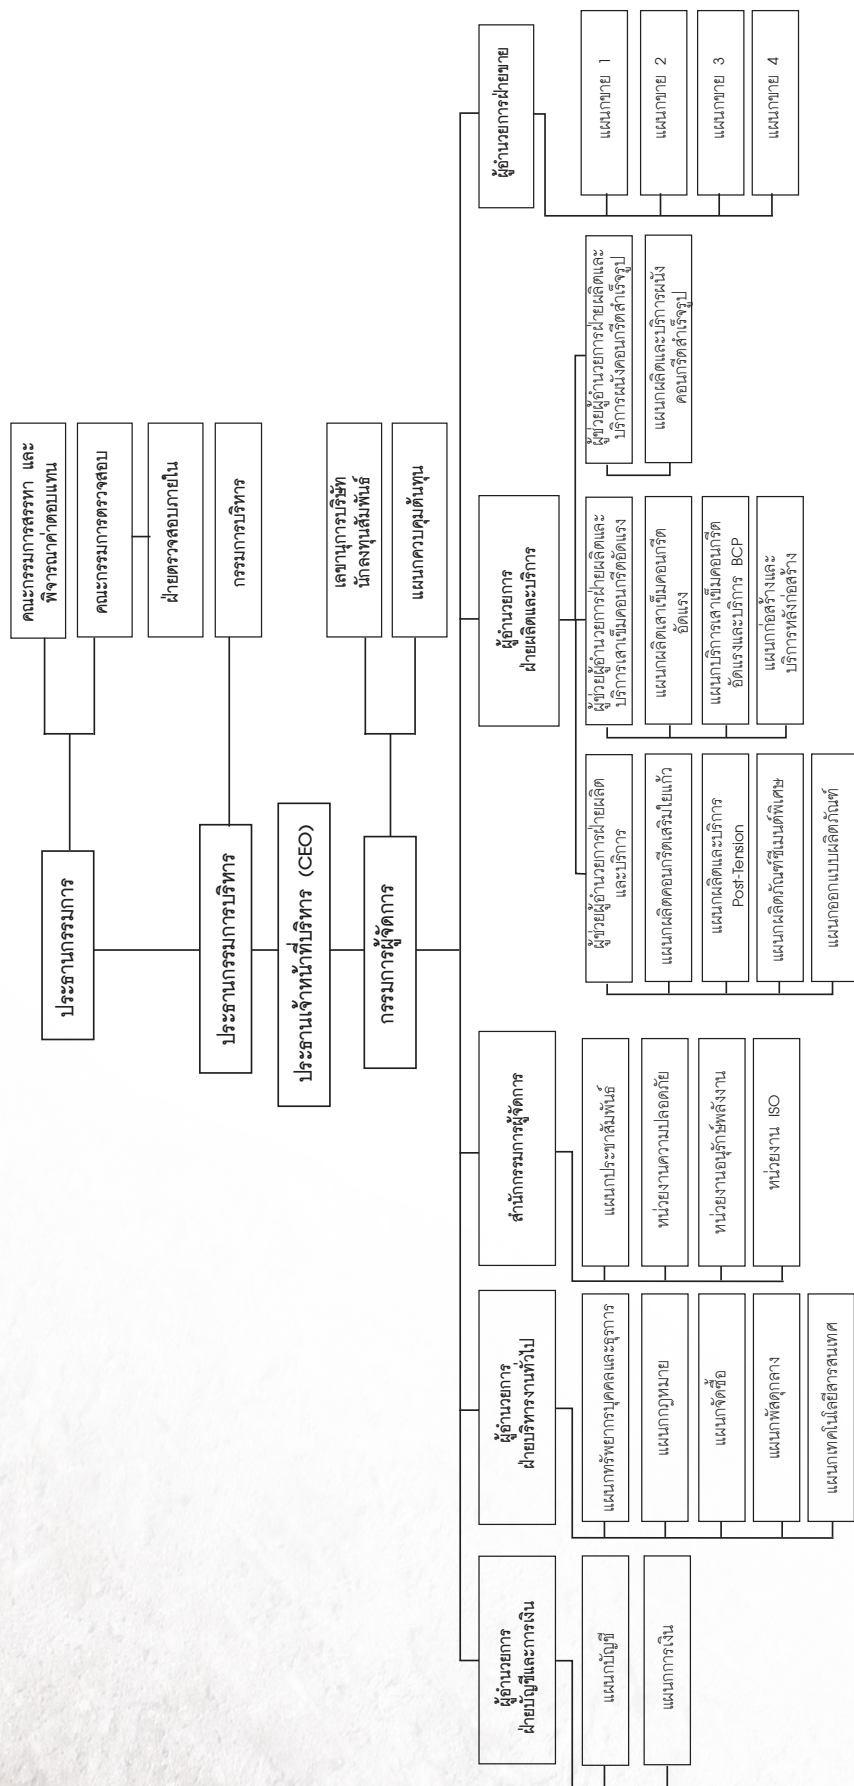 ประธานกรรมการ
คณะกรรมการสรรหา และ
พิจารณาค่าตอบแทน
คณะกรรมการตรวจสอบ
ฝ่ายตรวจสอบภายใน
ประธานกรรมการบริหาร
กรรมการบริหาร
ประธานเจ้าหน้าที่บริหาร (CEO)
กรรมการผู้จัดการ
เลขานุการบริษัท
นักลงทุนสัมพันธ์
แผนกควบคุมต้นทุน
ผู้อำนวยการ
ฝ่ายบัญชีและการเงิน
แผนกบัญชี
แผนกการเงิน
ผู้อำนวยการ
ฝ่ายบริหารงานทั่วไป
แผนกทรัพยากรบุคคลและธุรการ
แผนกกฎหมาย
แผนกจัดซื้อ
แผนกพัสดุกลาง
แผนกเทคโนโลยีสารสนเทศ
สำนักกรรมการผู้จัดการ
แผนกประชาสัมพันธ์
หน่วยงานความปลอดภัย
หน่วยงานอนุรักษ์พลังงาน
หน่วยงาน ISO
ผู้อำนวยการ
ฝ่ายผลิตและบริการ
ผู้ช่วยผู้อำนวยการฝ่ายผลิต
และบริการ
แผนกผลิตคอนกรีตเสริมใยแก้ว
แผนกผลิตและบริการ
Post-Tension
แผนกผลิตภัณฑ์ซีเมนต์พิเศษ
แผนกออกแบบผลิตภัณฑ์
ผู้ช่วยผู้อำนวยการฝ่ายผลิตและ
บริการเสาเข็มคอนกรีตอัดแรง
แผนกผลิตเสาเข็มคอนกรีต
อัดแรง
แผนกบริการเสาเข็มคอนกรีต
อัดแรงและบริการ BCP
แผนกก่อสร้างและ
บริการหลังก่อสร้าง
ผู้ช่วยผู้อำนวยการฝ่ายผลิตและ
บริการผนังคอนกรีตสำเร็จรูป
แผนกผลิตและบริการผนัง
คอนกรีตสำเร็จรูป
ผู้อำนวยการฝ่ายขาย
แผนกขาย 1
แผนกขาย 2
แผนกขาย 3
แผนกขาย 4